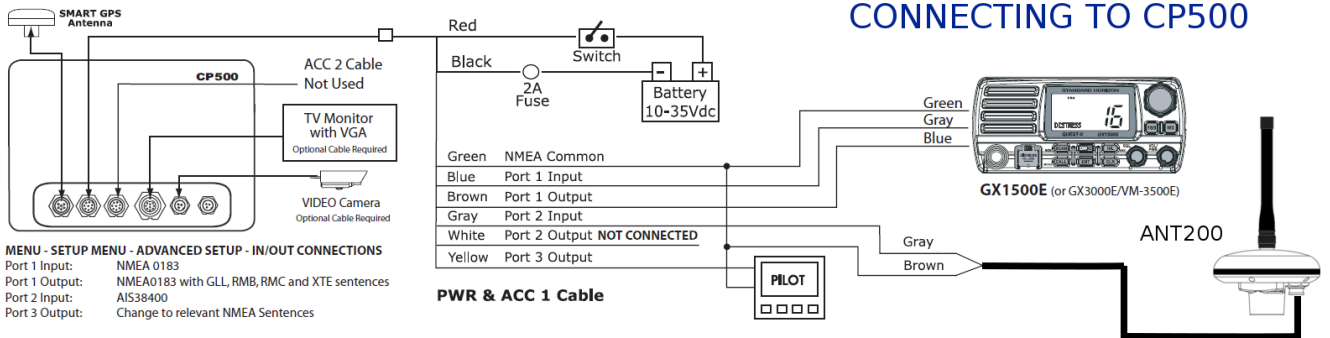 CONNECTING TO CP500
SMART GPS
Antenna
CP500
ACC 2 Cable
Not Used
TV Monitor
with VGA
Optional Cable Required
VIDEO Camera
Optional Cable Required
Red
Black
Switch
2A
Fuse
- +
Battery
10-35Vdc
Green NMEA Common
Blue Port 1 Input
Brown Port 1 Output
Gray Port 2 Input
White Port 2 Output NOT CONNECTED
Yellow Port 3 Output
PWR & ACC 1 Cable
PILOT
Green
Gray
Blue
STANDARD HORIZON
DISTRESS
16
GX1500E (or GX3000E/VM-3500E)
Gray
Brown
ANT200
MENU - SETUP MENU - ADVANCED SETUP - IN/OUT CONNECTIONS
Port 1 Input: NMEA 0183
Port 1 Output: NMEA0183 with GLL, RMB, RMC and XTE sentences
Port 2 Input: AIS38400
Port 3 Output: Change to relevant NMEA Sentences